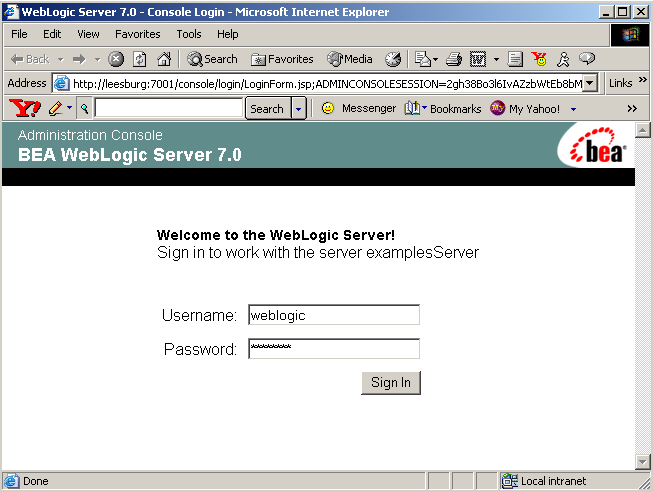 WebLogic Server 7.0 - Console Login - Microsoft Internet Explorer
File Edit View Favorites Tools Help
Back Search Favorites Media
Address http://leesburg:7001/console/login/LoginForm.jsp;ADMINCONSOLESESSION=2gh38Bo3l6IvAZzbWtEb8bM Links »
Y! Search Messenger Bookmarks My Yahoo! »
Administration Console
BEA WebLogic Server 7.0
bea
Welcome to the WebLogic Server!
Sign in to work with the server examplesServer
Username: weblogic
Password: ********
Sign In
Done Local intranet